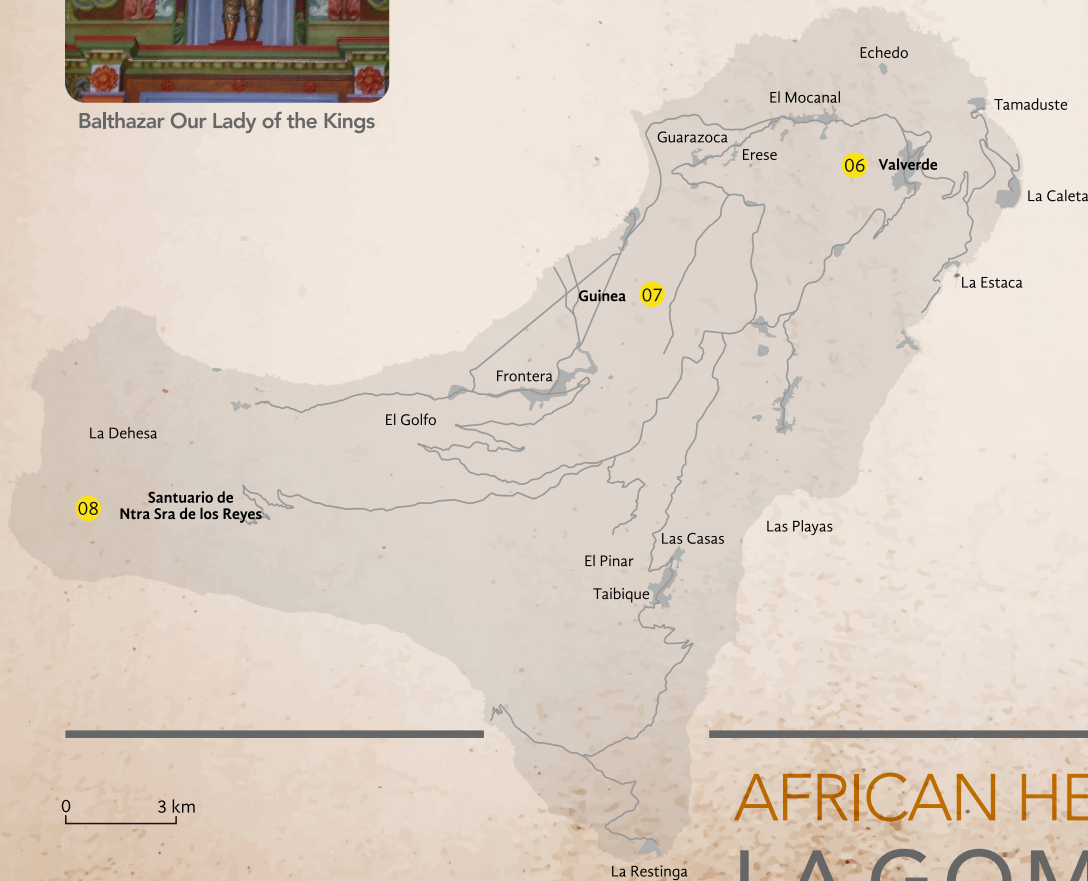 Balthazar Our Lady of the Kings
Echedo
El Mocanal
Tamaduste
Guarazoca
Erese
06 Valverde
La Caleta
La Estaca
Guinea 07
Frontera
El Golfo
La Dehesa
08
Santuario de
Ntra Sra de los Reyes
Las Playas
Las Casas
El Pinar
Taibique
0 3 km
AFRICAN HE
LA GOM
La Restinga